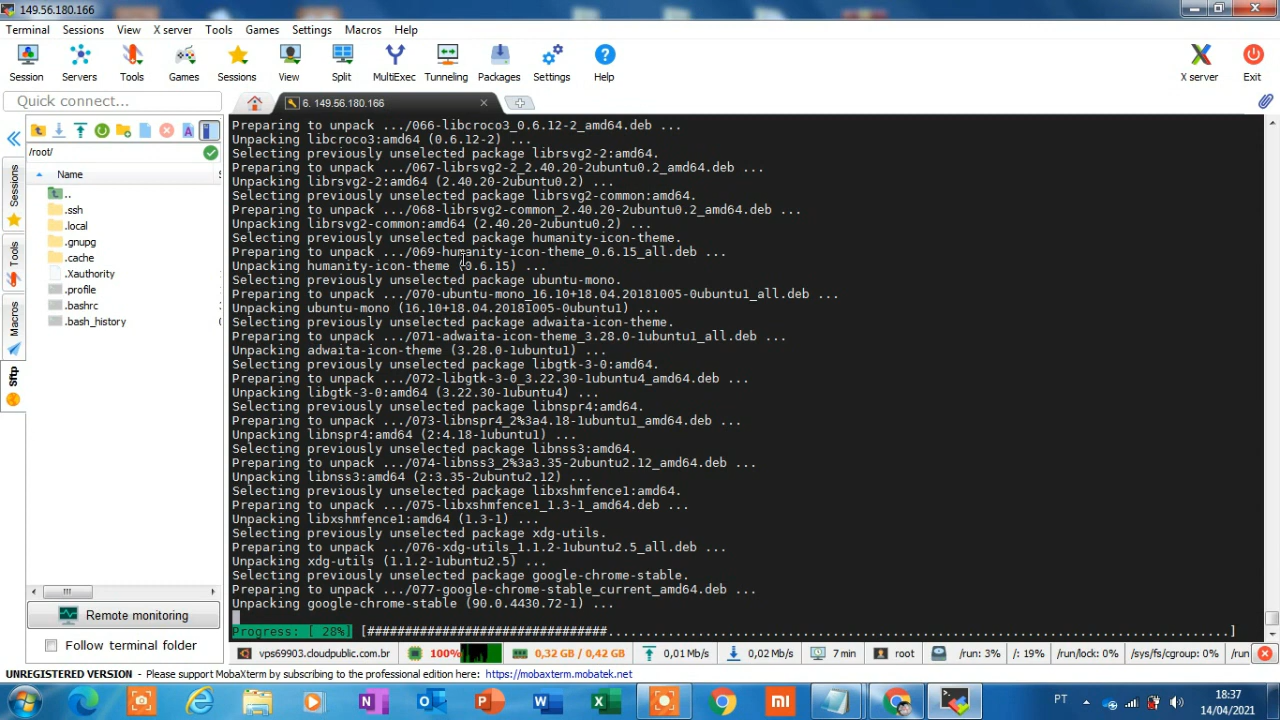 149.56.180.166
Terminal Sessions View X server Tools Games Settings Macros Help
Session Servers Tools Games Sessions View Split MultiExec Tunneling Packages Settings Help X server Exit
Quick connect...
6. 149.56.180.166
/root/
Name
..
.ssh
.local
.gnupg
.cache
.Xauthority
.profile
.bashrc
.bash_history
Sessions
Tools
Macros
Sftp
Remote monitoring
Follow terminal folder
Preparing to unpack .../066-libcroco3_0.6.12-2_amd64.deb ...
Unpacking libcroco3:amd64 (0.6.12-2) ...
Selecting previously unselected package librsvg2-2:amd64.
Preparing to unpack .../067-librsvg2-2_2.40.20-2ubuntu0.2_amd64.deb ...
Unpacking librsvg2-2:amd64 (2.40.20-2ubuntu0.2) ...
Selecting previously unselected package librsvg2-common:amd64.
Preparing to unpack .../068-librsvg2-common_2.40.20-2ubuntu0.2_amd64.deb ...
Unpacking librsvg2-common:amd64 (2.40.20-2ubuntu0.2) ...
Selecting previously unselected package humanity-icon-theme.
Preparing to unpack .../069-humanity-icon-theme_0.6.15_all.deb ...
Unpacking humanity-icon-theme (0.6.15) ...
Selecting previously unselected package ubuntu-mono.
Preparing to unpack .../070-ubuntu-mono_16.10+18.04.20181005-0ubuntu1_all.deb ...
Unpacking ubuntu-mono (16.10+18.04.20181005-0ubuntu1) ...
Selecting previously unselected package adwaita-icon-theme.
Preparing to unpack .../071-adwaita-icon-theme_3.28.0-1ubuntu1_all.deb ...
Unpacking adwaita-icon-theme (3.28.0-1ubuntu1) ...
Selecting previously unselected package libgtk-3-0:amd64.
Preparing to unpack .../072-libgtk-3-0_3.22.30-1ubuntu4_amd64.deb ...
Unpacking libgtk-3-0:amd64 (3.22.30-1ubuntu4) ...
Selecting previously unselected package libnspr4:amd64.
Preparing to unpack .../073-libnspr4_2%3a4.18-1ubuntu1_amd64.deb ...
Unpacking libnspr4:amd64 (2:4.18-1ubuntu1) ...
Selecting previously unselected package libnss3:amd64.
Preparing to unpack .../074-libnss3_2%3a3.35-2ubuntu2.12_amd64.deb ...
Unpacking libnss3:amd64 (2:3.35-2ubuntu2.12) ...
Selecting previously unselected package libxshmfence1:amd64.
Preparing to unpack .../075-libxshmfence1_1.3-1_amd64.deb ...
Unpacking libxshmfence1:amd64 (1.3-1) ...
Selecting previously unselected package xdg-utils.
Preparing to unpack .../076-xdg-utils_1.1.2-1ubuntu2.5_all.deb ...
Unpacking xdg-utils (1.1.2-1ubuntu2.5) ...
Selecting previously unselected package google-chrome-stable.
Preparing to unpack .../077-google-chrome-stable_current_amd64.deb ...
Unpacking google-chrome-stable (90.0.4430.72-1) ...
Progress: [ 28%] [################################...................................................................................]
vps69903.cloudpublic.com.br 100% 0,32 GB / 0,42 GB 0,01 Mb/s 0,02 Mb/s 7 min root /run: 3% /: 19% /run/lock: 0% /sys/fs/cgroup: 0% /run
UNREGISTERED VERSION - Please support MobaXterm by subscribing to the professional edition here: https://mobaxterm.mobatek.net
PT 18:37
14/04/2021